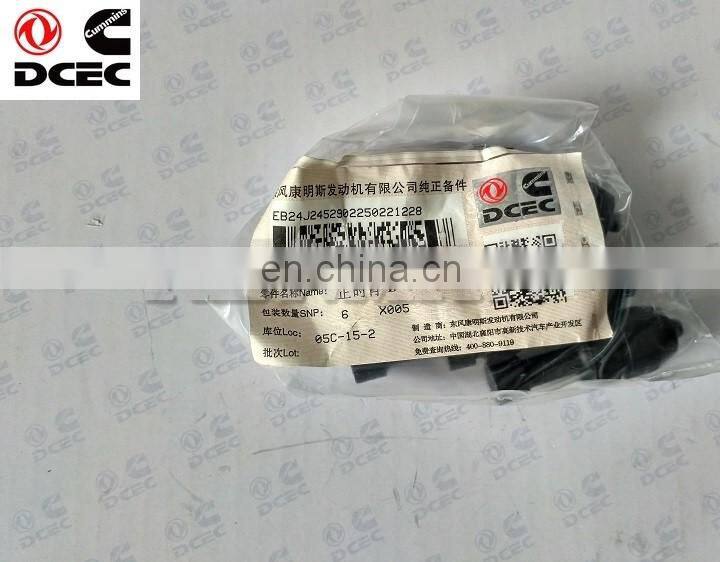 Cummins
DCEC
东风康明斯发动机有限公司纯正备件
EB24J2452902250221228
DCEC
en.china.cn
零件名称Name: 正时
包装数量SNP: 6 X005
库位Loc: 05C-15-2
批次Lot:
制 造 商: 东风康明斯发动机有限公司
公司地址: 中国湖北襄阳市高新技术汽车产业开发区
免费查询热线: 400-880-9119